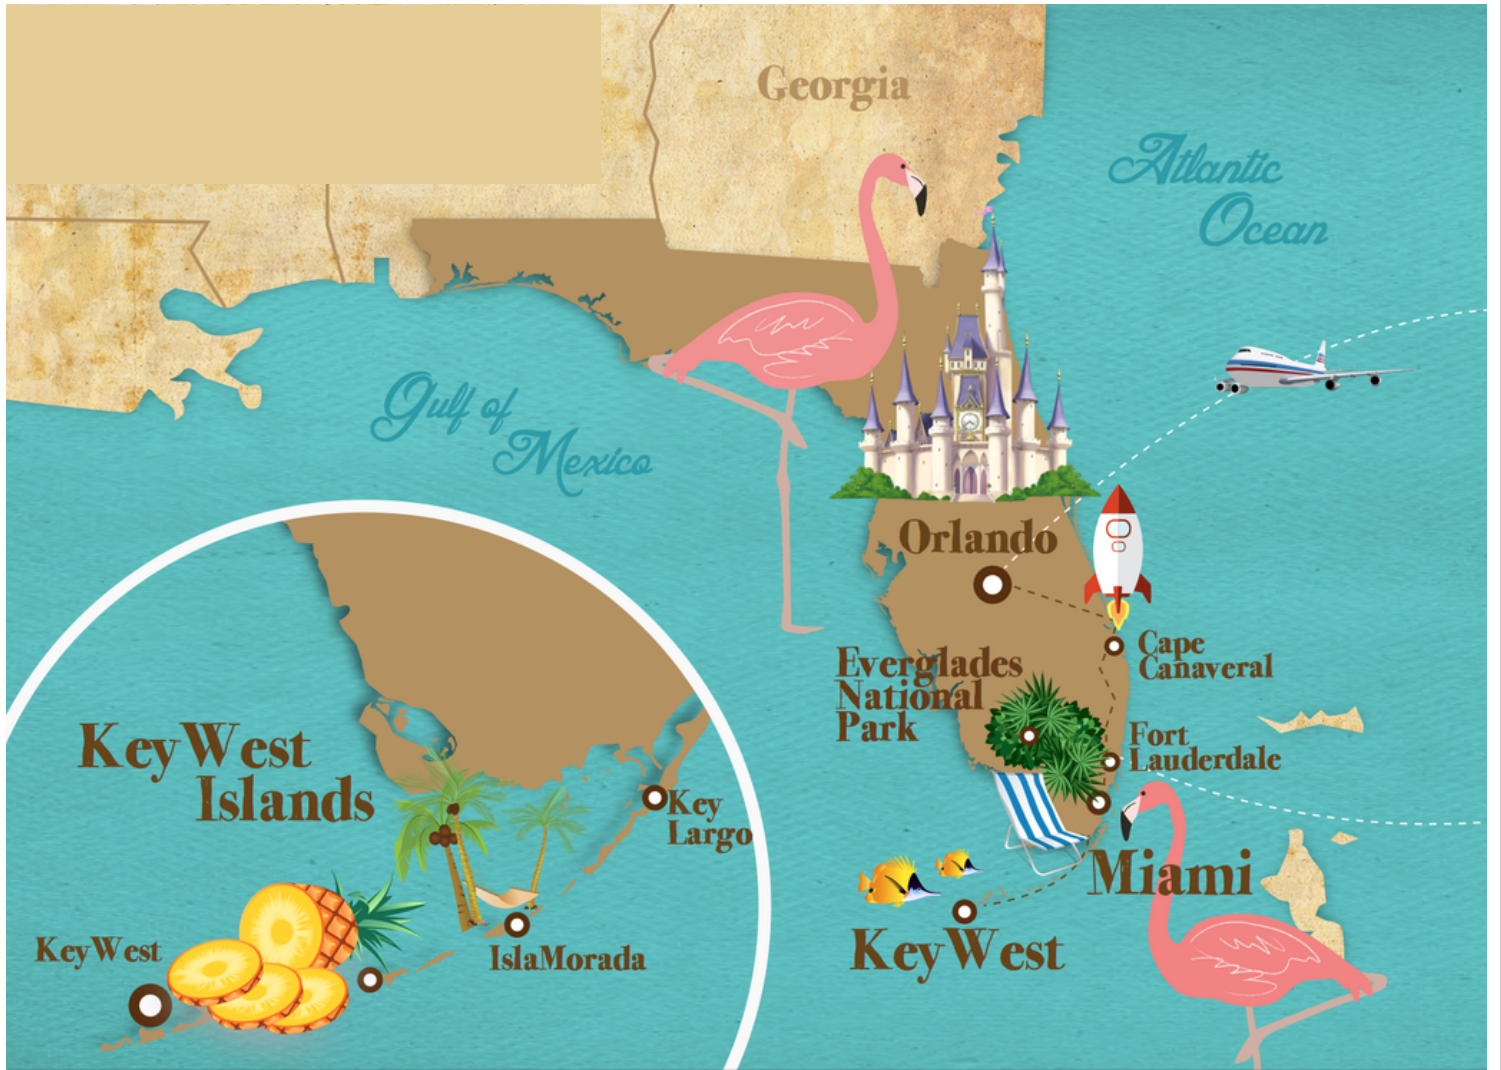 Georgia
Atlantic
Ocean
Gulf of
Mexico
Orlando
Cape
Canaveral
Everglades
National
Park
Fort
Lauderdale
Key West
Islands
Key
Largo
Miami
Key West
IslaMorada
Key West